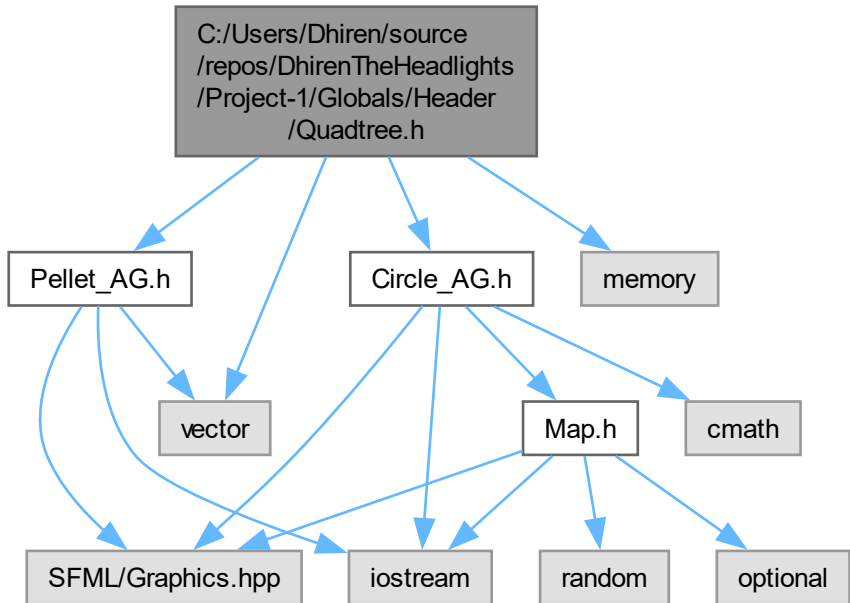 C:/Users/Dhiren/source
/repos/DhirenTheHeadlights
/Project-1/Globals/Header
/Quadtree.h
Pellet_AG.h
Circle_AG.h
memory
vector
Map.h
cmath
SFML/Graphics.hpp
iostream
random
optional